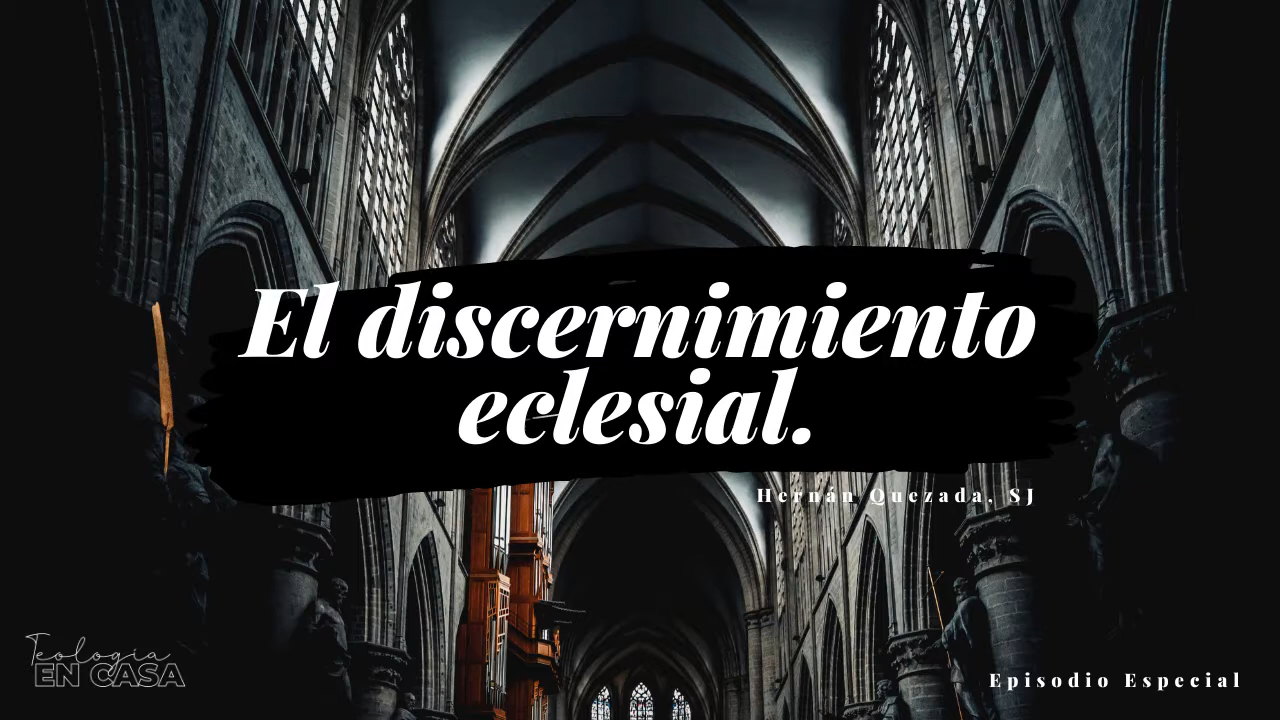 El discernimiento
eclesial.
Hernán Quezada, SJ
Teología
EN CASA
Episodio Especial